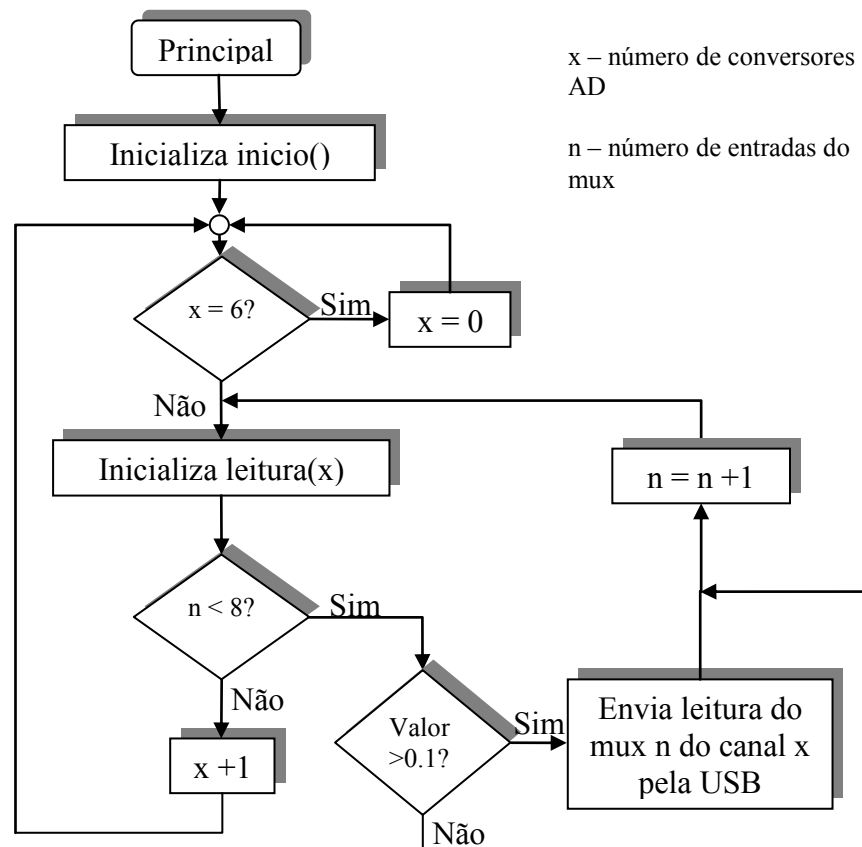 Principal
x – número de conversores
AD
Inicializa inicio()
n – número de entradas do
mux
x = 6?
Sim
x = 0
Não
Inicializa leitura(x)
n = n +1
n < 8?
Sim
Não
Valor
>0.1?
Sim
Envia leitura do
mux n do canal x
pela USB
x +1
Não